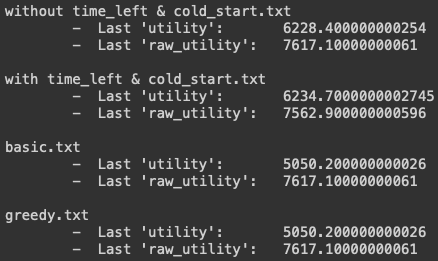 without time_left & cold_start.txt
- Last 'utility': 6228.400000000254
- Last 'raw_utility': 7617.10000000061
with time_left & cold_start.txt
- Last 'utility': 6234.7000000002745
- Last 'raw_utility': 7562.900000000596
basic.txt
- Last 'utility': 5050.200000000026
- Last 'raw_utility': 7617.10000000061
greedy.txt
- Last 'utility': 5050.200000000026
- Last 'raw_utility': 7617.10000000061